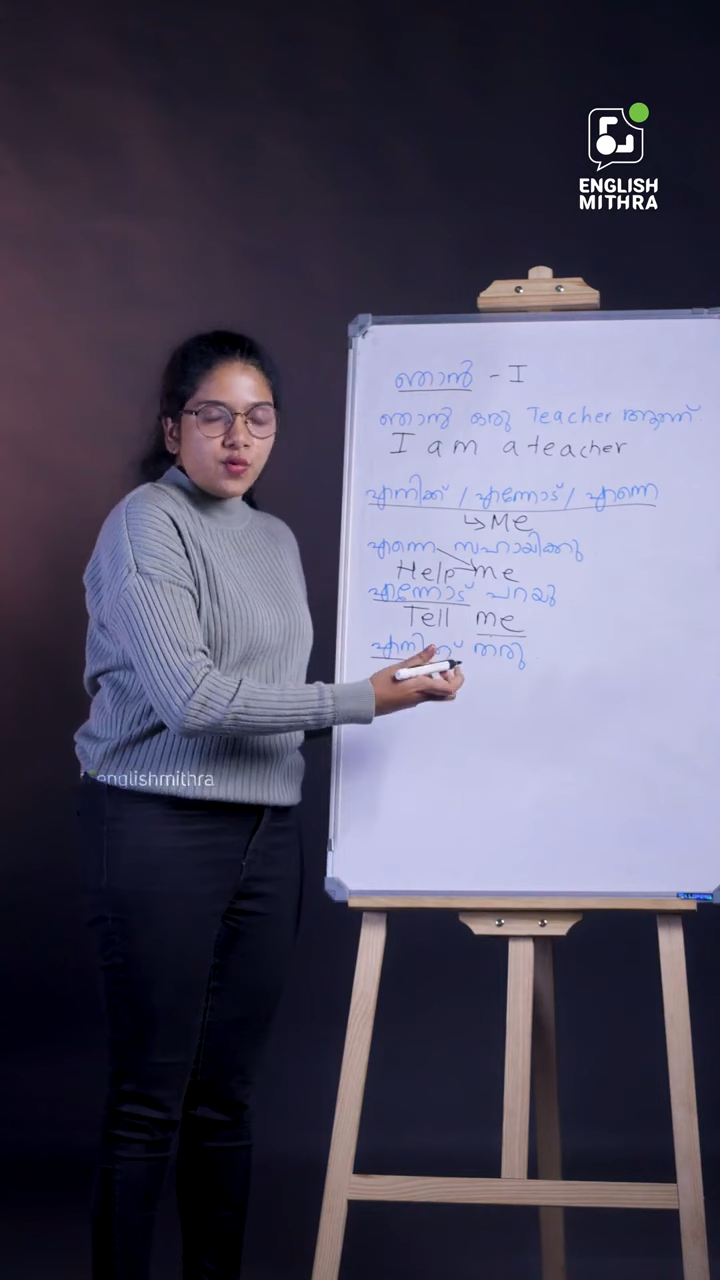 ENGLISH
MITHRA
ഞാൻ - I
ഞാൻ ഒരു Teacher ആണ്.
I am a teacher
എനിക്ക് / എന്നോട് / എന്നെ
↳ Me
എന്നെ സഹായിക്കു
Help me
എന്നോട് പറയു
Tell me
എനിക്ക് തരു
englishmithra